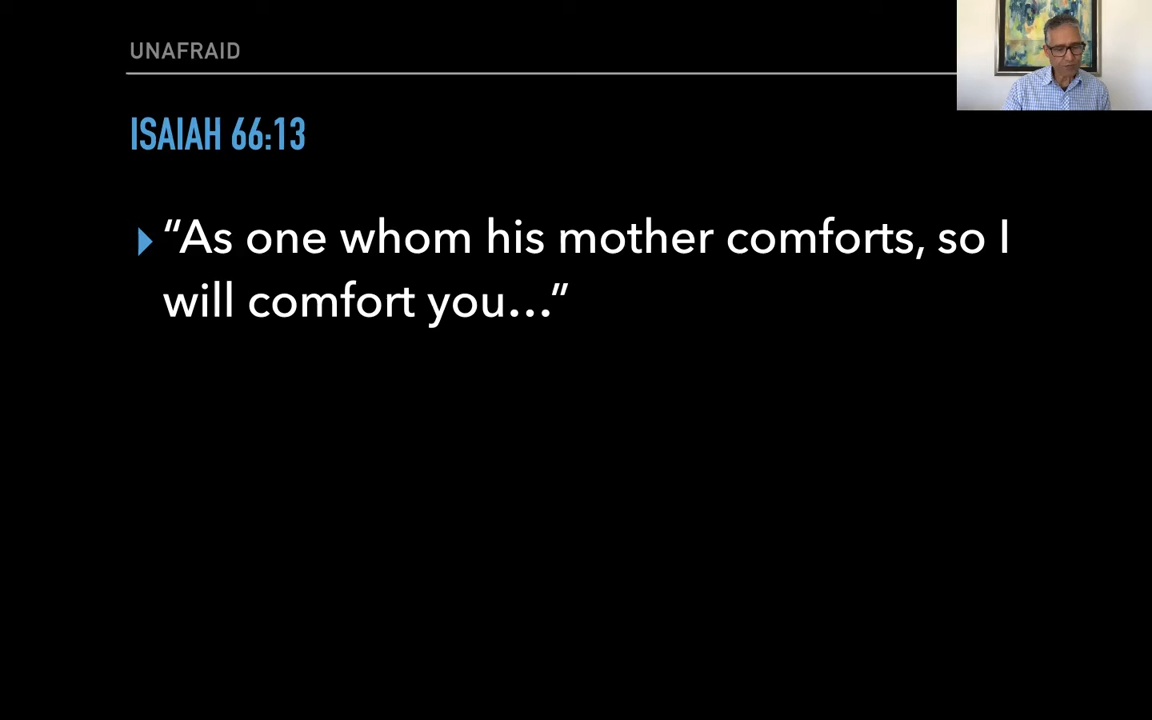 UNAFRAID
ISAIAH 66:13
“As one whom his mother comforts, so I
will comfort you…”